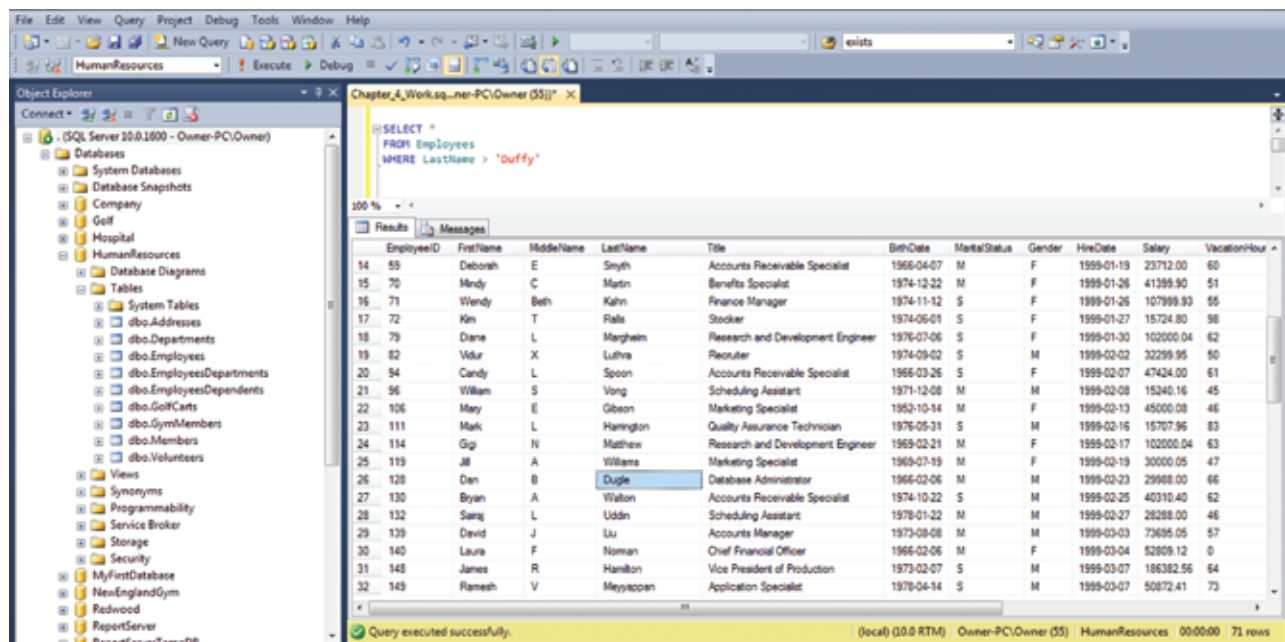 File Edit View Query Project Debug Tools Window Help
New Query exists
HumanResources Execute Debug
Object Explorer
Connect
. (SQL Server 10.0.1600 - Owner-PC\Owner)
Databases
System Databases
Database Snapshots
Company
Golf
Hospital
HumanResources
Database Diagrams
Tables
System Tables
dbo.Addresses
dbo.Departments
dbo.Employees
dbo.EmployeesDepartments
dbo.EmployeesDependents
dbo.GolfCarts
dbo.GymMembers
dbo.Members
dbo.Volunteers
Views
Synonyms
Programmability
Service Broker
Storage
Security
MyFirstDatabase
NewEnglandGym
Redwood
ReportServer
ReportServerTempDB
Chapter_4_Work.sq...ner-PC\Owner (55))*
SELECT *
FROM Employees
WHERE LastName > 'Duffy'
100 %
Results Messages
EmployeeID FirstName MiddleName LastName Title BirthDate MaritalStatus Gender HireDate Salary VacationHour
14 59 Deborah E Smyth Accounts Receivable Specialist 1966-04-07 M F 1999-01-19 23712.00 60
15 70 Mindy C Martin Benefits Specialist 1974-12-22 M F 1999-01-26 41399.90 51
16 71 Wendy Beth Kahn Finance Manager 1974-11-12 S F 1999-01-26 107999.93 55
17 72 Kim T Ralls Stocker 1974-06-01 S F 1999-01-27 15724.80 98
18 79 Diane L Margheim Research and Development Engineer 1976-07-06 S F 1999-01-30 102000.04 62
19 82 Vidur X Luthra Recruiter 1974-09-02 S M 1999-02-02 32299.95 50
20 94 Candy L Spoon Accounts Receivable Specialist 1966-03-26 S F 1999-02-07 47424.00 61
21 96 William S Vong Scheduling Assistant 1971-12-08 M M 1999-02-08 15240.16 45
22 106 Mary E Gibson Marketing Specialist 1952-10-14 M F 1999-02-13 45000.08 46
23 111 Mark L Harrington Quality Assurance Technician 1976-05-31 S M 1999-02-16 15707.96 83
24 114 Gigi N Matthew Research and Development Engineer 1969-02-21 M F 1999-02-17 102000.04 63
25 119 Jill A Williams Marketing Specialist 1969-07-19 M F 1999-02-19 30000.05 47
26 128 Dan B Dugle Database Administrator 1966-02-06 M M 1999-02-23 29988.00 66
27 130 Bryan A Walton Accounts Receivable Specialist 1974-10-22 S M 1999-02-25 40310.40 62
28 132 Sairaj L Uddin Scheduling Assistant 1978-01-22 M M 1999-02-27 28288.00 46
29 139 David J Liu Accounts Manager 1973-08-08 M M 1999-03-03 73695.05 57
30 140 Laura F Norman Chief Financial Officer 1966-02-06 M F 1999-03-04 52809.12 0
31 148 James R Hamilton Vice President of Production 1973-02-07 S M 1999-03-07 186382.56 64
32 149 Ramesh V Meyyappan Application Specialist 1978-04-14 S M 1999-03-07 50872.41 73
Query executed successfully. (local) (10.0 RTM) Owner-PC\Owner (55) HumanResources 00:00:00 71 rows